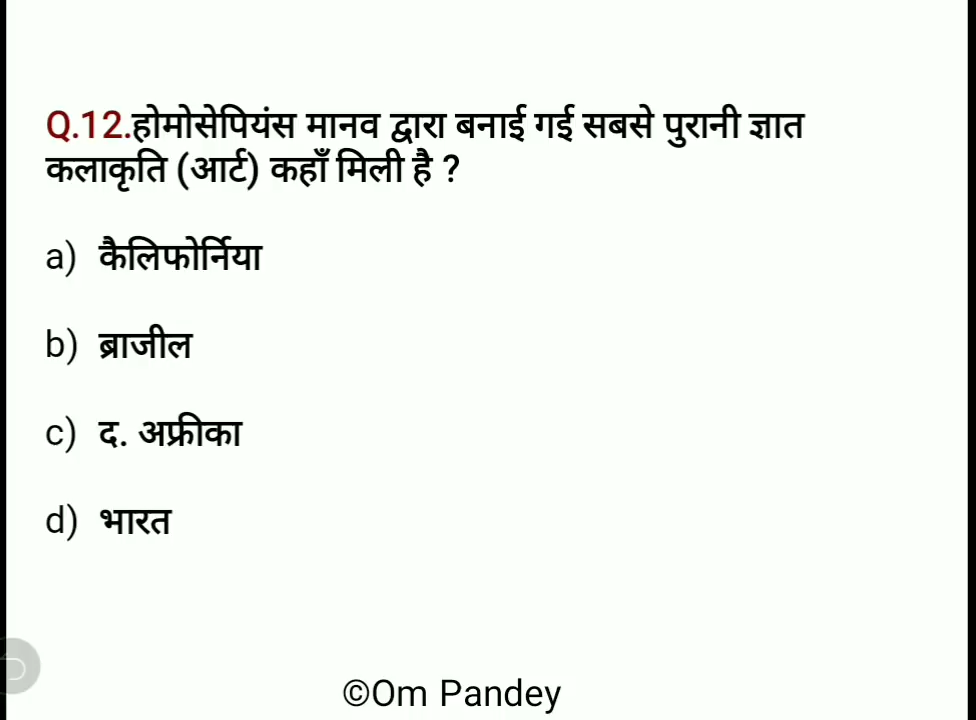 Q.12.होमोसेपियंस मानव द्वारा बनाई गई सबसे पुरानी ज्ञात
कलाकृति (आर्ट) कहाँ मिली है ?
a) कैलिफोर्निया
b) ब्राजील
c) द. अफ्रीका
d) भारत
©Om Pandey